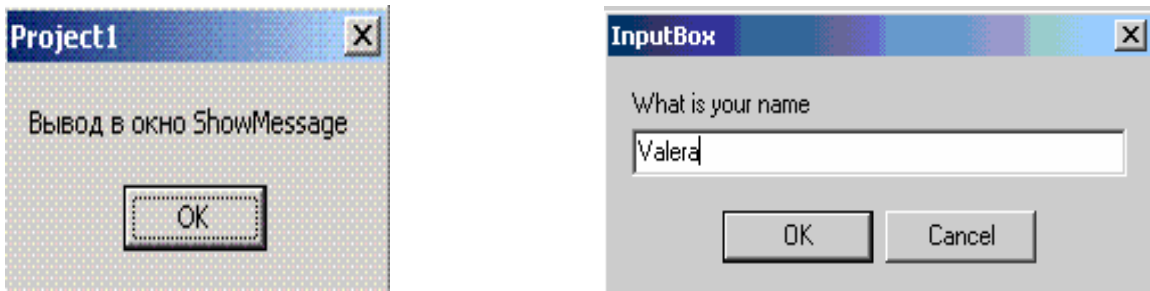 Project1
Вывод в окно ShowMessage
OK
InputBox
What is your name
Valera
OK
Cancel